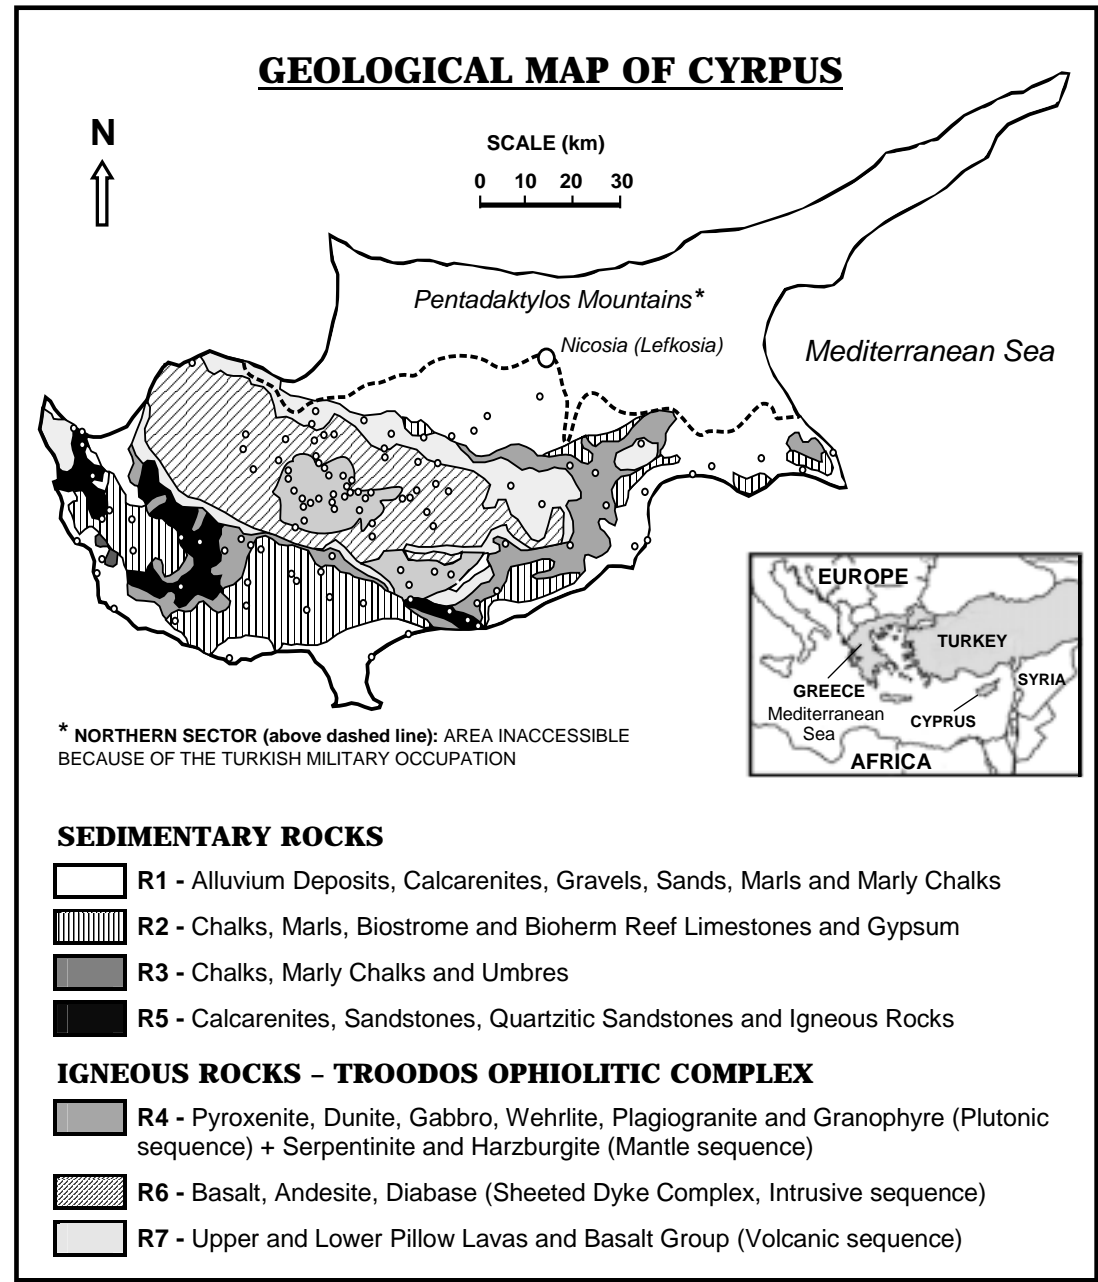 GEOLOGICAL MAP OF CYRPUS
N
SCALE (km)
0 10 20 30
Pentadaktylos Mountains*
Nicosia (Lefkosia)
Mediterranean Sea
EUROPE
TURKEY
GREECE
SYRIA
Mediterranean
Sea
CYPRUS
AFRICA
* NORTHERN SECTOR (above dashed line): AREA INACCESSIBLE
BECAUSE OF THE TURKISH MILITARY OCCUPATION
SEDIMENTARY ROCKS
R1 - Alluvium Deposits, Calcarenites, Gravels, Sands, Marls and Marly Chalks
R2 - Chalks, Marls, Biostrome and Bioherm Reef Limestones and Gypsum
R3 - Chalks, Marly Chalks and Umbres
R5 - Calcarenites, Sandstones, Quartzitic Sandstones and Igneous Rocks
IGNEOUS ROCKS – TROODOS OPHIOLITIC COMPLEX
R4 - Pyroxenite, Dunite, Gabbro, Wehrlite, Plagiogranite and Granophyre (Plutonic
sequence) + Serpentinite and Harzburgite (Mantle sequence)
R6 - Basalt, Andesite, Diabase (Sheeted Dyke Complex, Intrusive sequence)
R7 - Upper and Lower Pillow Lavas and Basalt Group (Volcanic sequence)